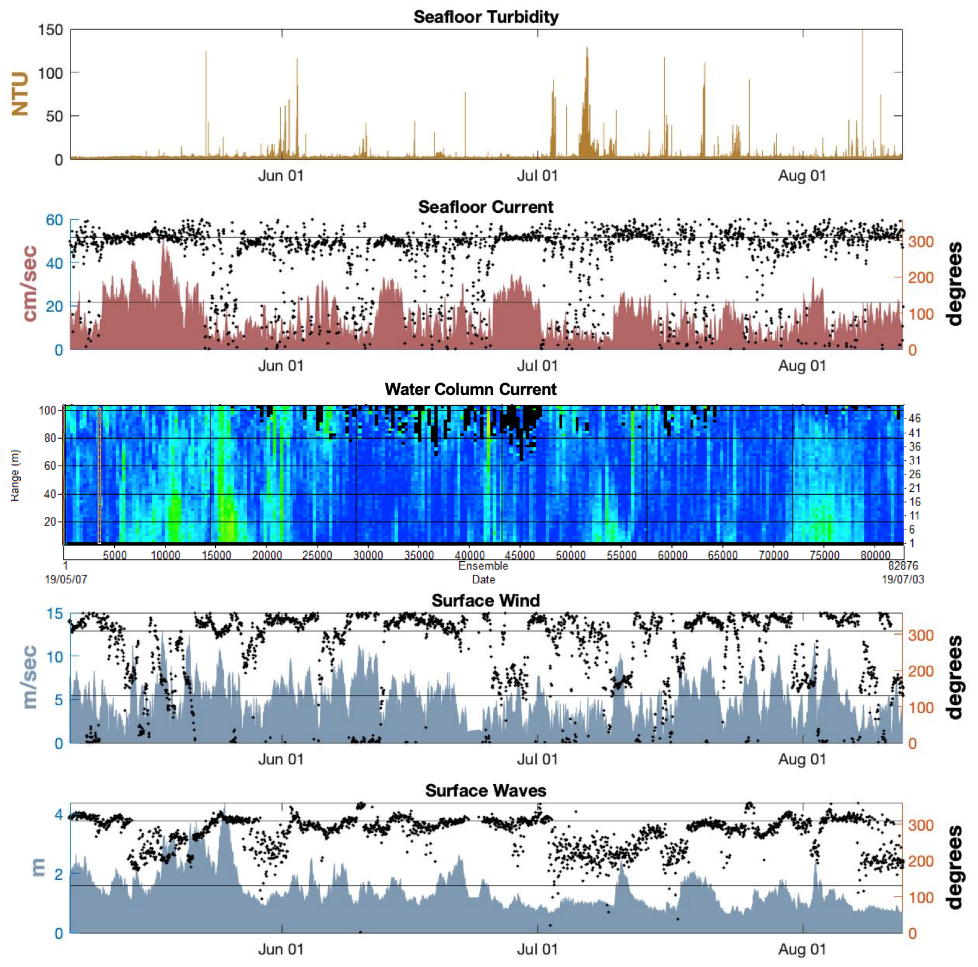 Seafloor Turbidity
150
100
50
0
NTU
Jun 01 Jul 01 Aug 01
Seafloor Current
60
40
20
0
cm/sec
300
200
100
0
degrees
Jun 01 Jul 01 Aug 01
Water Column Current
100
80
60
40
20
Range (m)
46
41
36
31
26
21
16
11
6
1
5000 10000 15000 20000 25000 30000 35000 40000 45000 50000 55000 60000 65000 70000 75000 80000
1 Ensemble 82876
19/05/07 Date 19/07/03
Surface Wind
15
10
5
0
m/sec
300
200
100
0
degrees
Jun 01 Jul 01 Aug 01
Surface Waves
4
2
0
m
300
200
100
0
degrees
Jun 01 Jul 01 Aug 01